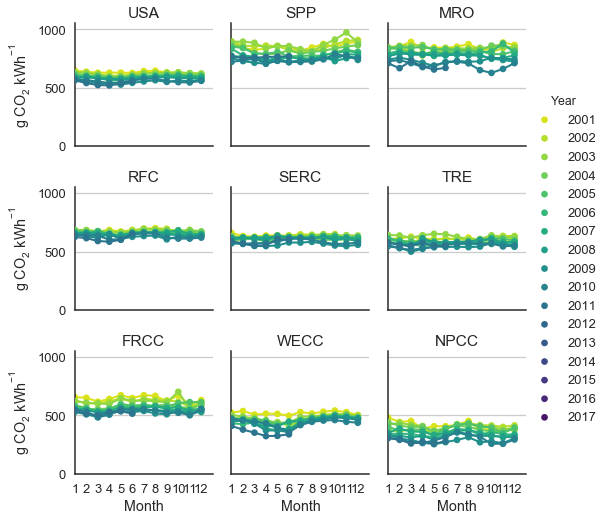 USA SPP MRO
1000
500
0
g CO₂ kWh⁻¹
RFC SERC TRE
1000
500
0
g CO₂ kWh⁻¹
FRCC WECC NPCC
1000
500
0
g CO₂ kWh⁻¹
1 2 3 4 5 6 7 8 9 10 11 12 1 2 3 4 5 6 7 8 9 10 11 12 1 2 3 4 5 6 7 8 9 10 11 12
Month Month Month
Year
2001
2002
2003
2004
2005
2006
2007
2008
2009
2010
2011
2012
2013
2014
2015
2016
2017